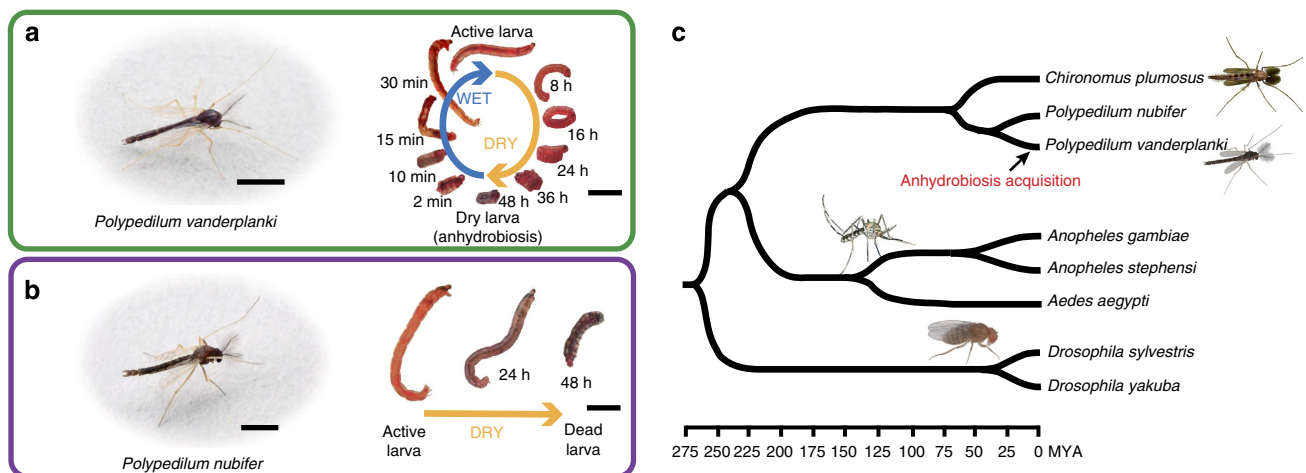 a
Active larva
30 min
WET
8 h
16 h
15 min
DRY
24 h
10 min
36 h
2 min
48 h
Dry larva
(anhydrobiosis)
Polypedilum vanderplanki
b
24 h
48 h
Active
larva
DRY
Dead
larva
Polypedilum nubifer
c
Chironomus plumosus
Polypedilum nubifer
Polypedilum vanderplanki
Anhydrobiosis acquisition
Anopheles gambiae
Anopheles stephensi
Aedes aegypti
Drosophila sylvestris
Drosophila yakuba
275 250 225 200 175 150 125 100 75 50 25 0 MYA